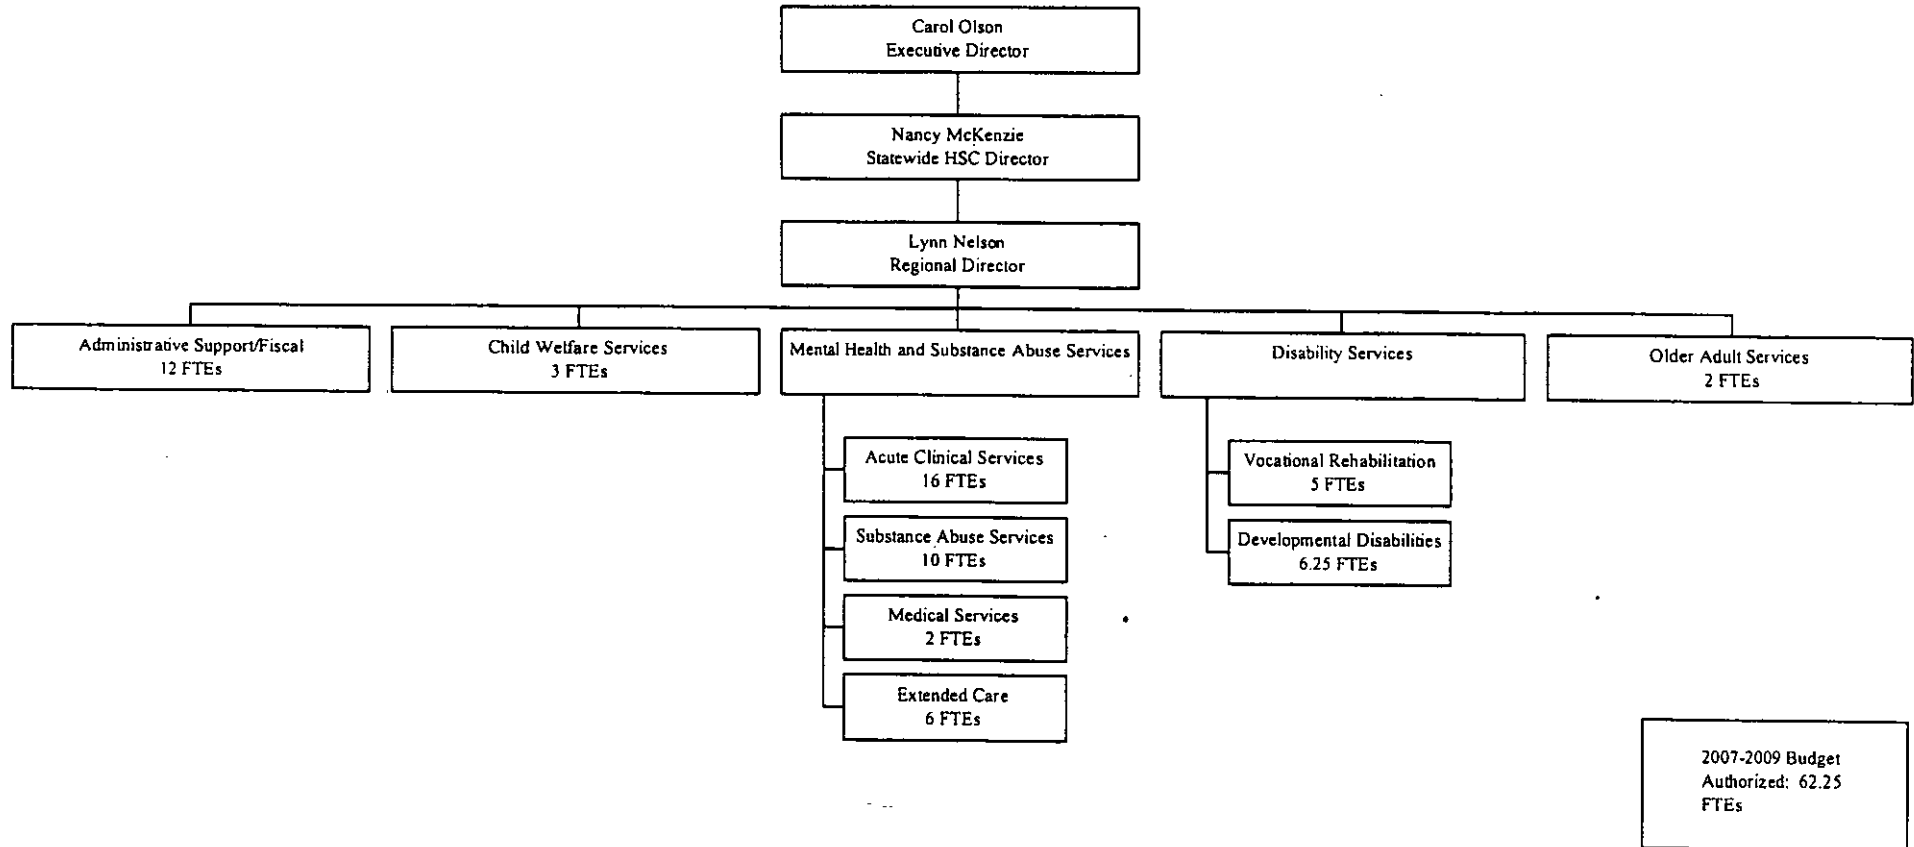 Carol Olson
Executive Director
Nancy McKenzie
Statewide HSC Director
Lynn Nelson
Regional Director
Administrative Support/Fiscal
12 FTEs
Child Welfare Services
3 FTEs
Mental Health and Substance Abuse Services
Disability Services
Older Adult Services
2 FTEs
Acute Clinical Services
16 FTEs
Substance Abuse Services
10 FTEs
Medical Services
2 FTEs
Extended Care
6 FTEs
Vocational Rehabilitation
5 FTEs
Developmental Disabilities
6.25 FTEs
2007-2009 Budget
Authorized: 62.25
FTEs